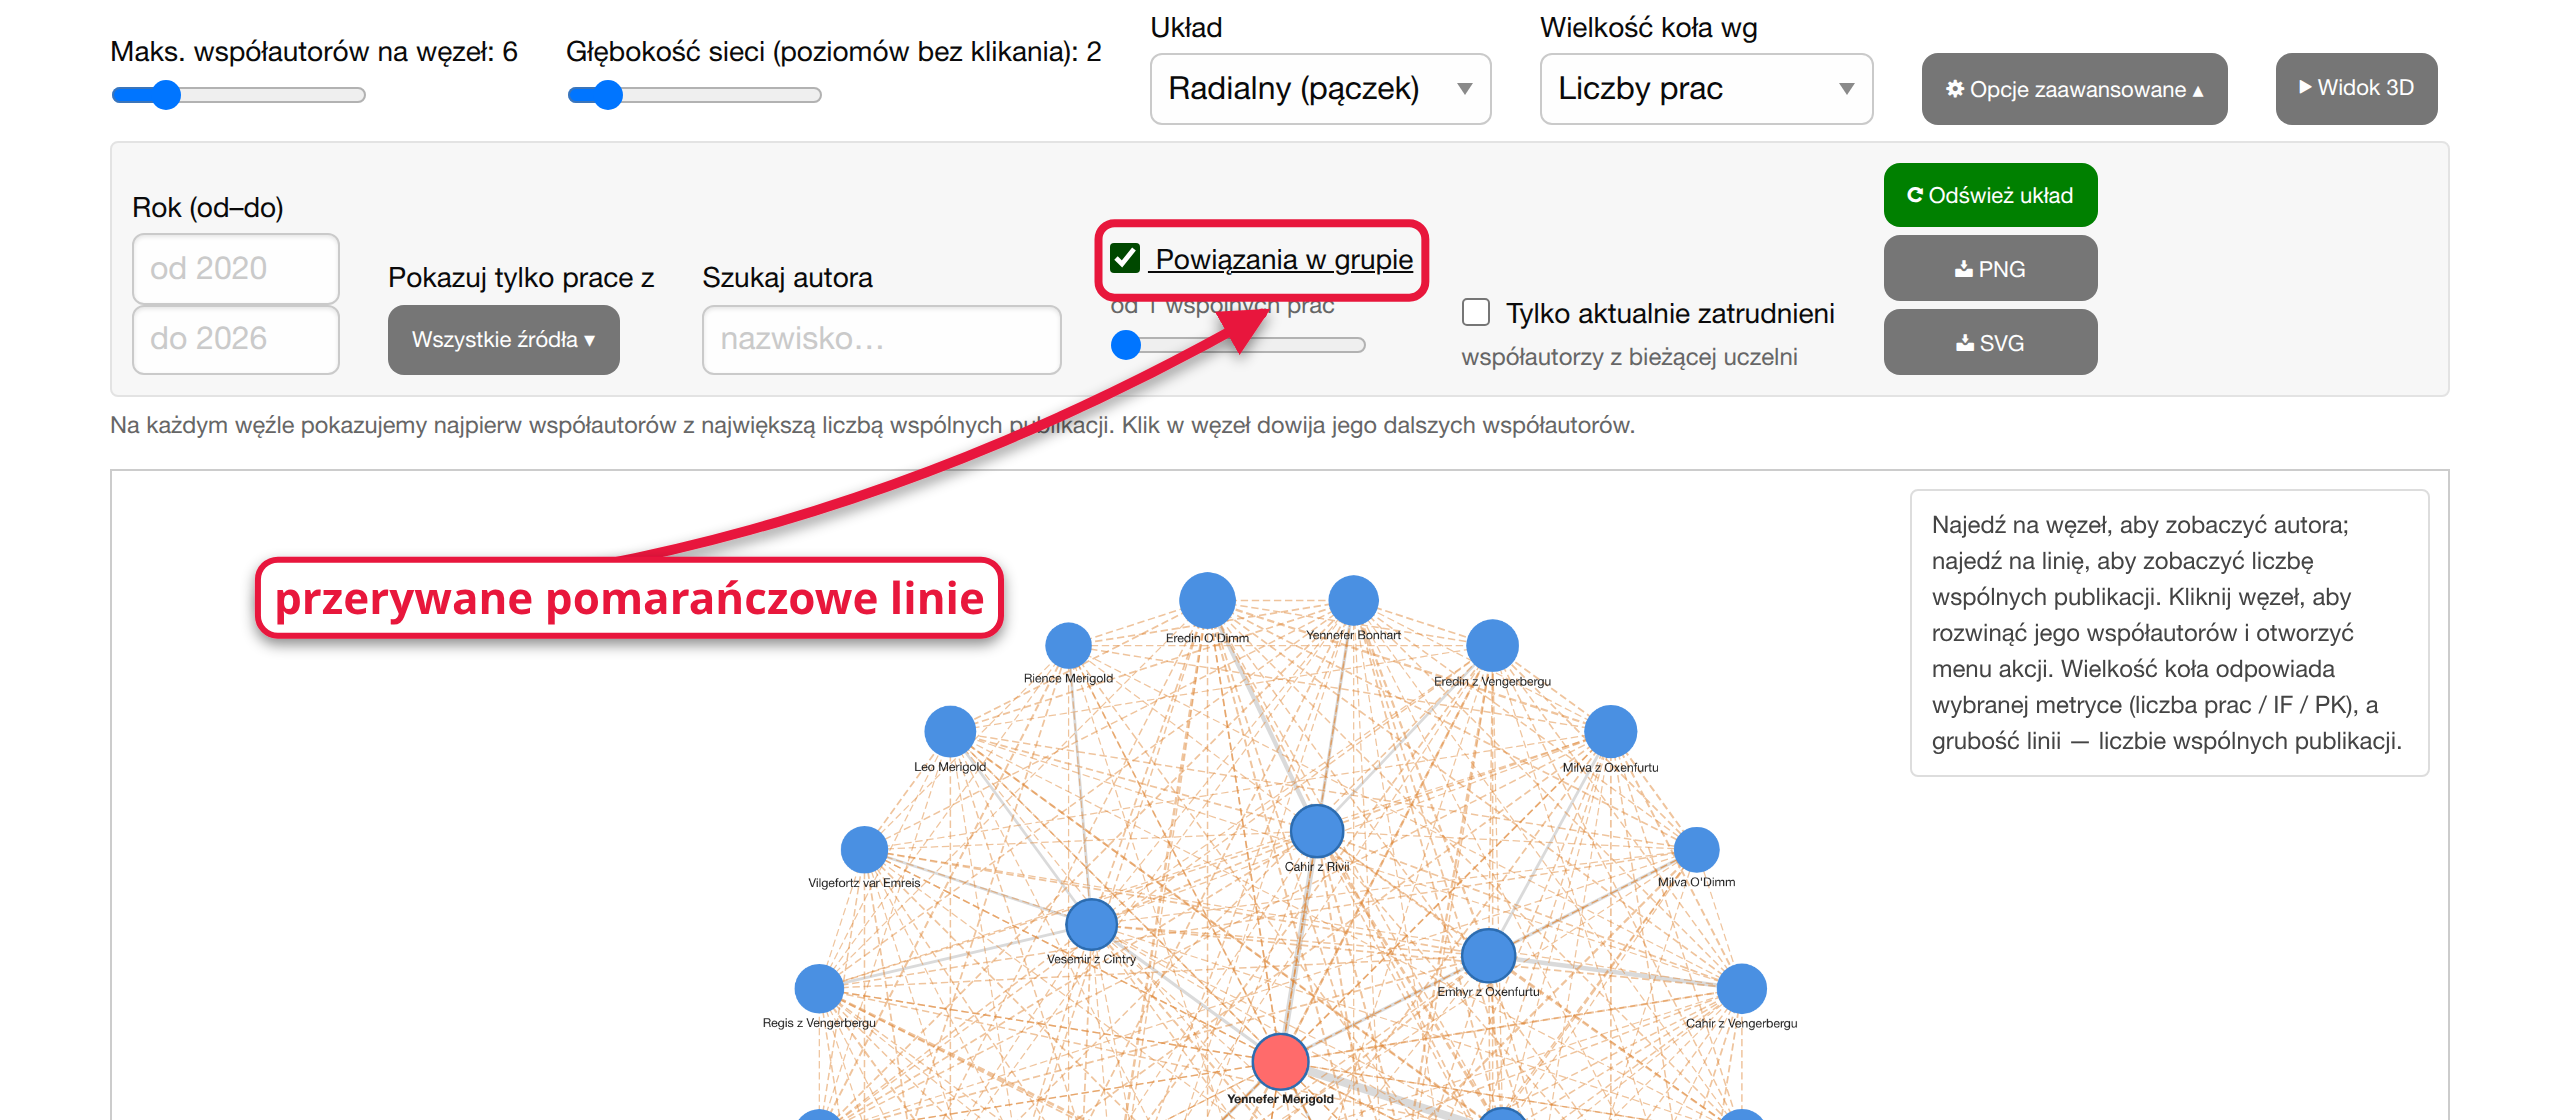 Maks. współautorów na węzeł: 6
Głębokość sieci (poziomów bez klikania): 2
Układ
Radialny (pączek)
Wielkość koła wg
Liczby prac
Opcje zaawansowane ▴
Widok 3D
Rok (od–do)
od 2020
do 2026
Pokazuj tylko prace z
Wszystkie źródła ▾
Szukaj autora
nazwisko...
Powiązania w grupie
od 1 wspólnych prac
Tylko aktualnie zatrudnieni
współautorzy z bieżącej uczelni
Odśwież układ
PNG
SVG
Na każdym węźle pokazujemy najpierw współautorów z największą liczbą wspólnych publikacji. Klik w węzeł dowija jego dalszych współautorów.
przerywane pomarańczowe linie
Najedź na węzeł, aby zobaczyć autora;
najedź na linię, aby zobaczyć liczbę
wspólnych publikacji. Kliknij węzeł, aby
rozwinąć jego współautorów i otworzyć
menu akcji. Wielkość koła odpowiada
wybranej metryce (liczba prac / IF / PK), a
grubość linii — liczbie wspólnych publikacji.
Eredin O'Dimm
Yennefer Bonhart
Rience Merigold
Eredin z Vengerbergu
Leo Merigold
Milva z Oxenfurtu
Cahir z Rivii
Vilgefortz var Emreis
Milva O'Dimm
Vesemir z Cintry
Emhyr z Oxenfurtu
Regis z Vengerbergu
Cahir z Vengerbergu
Yennefer Merigold